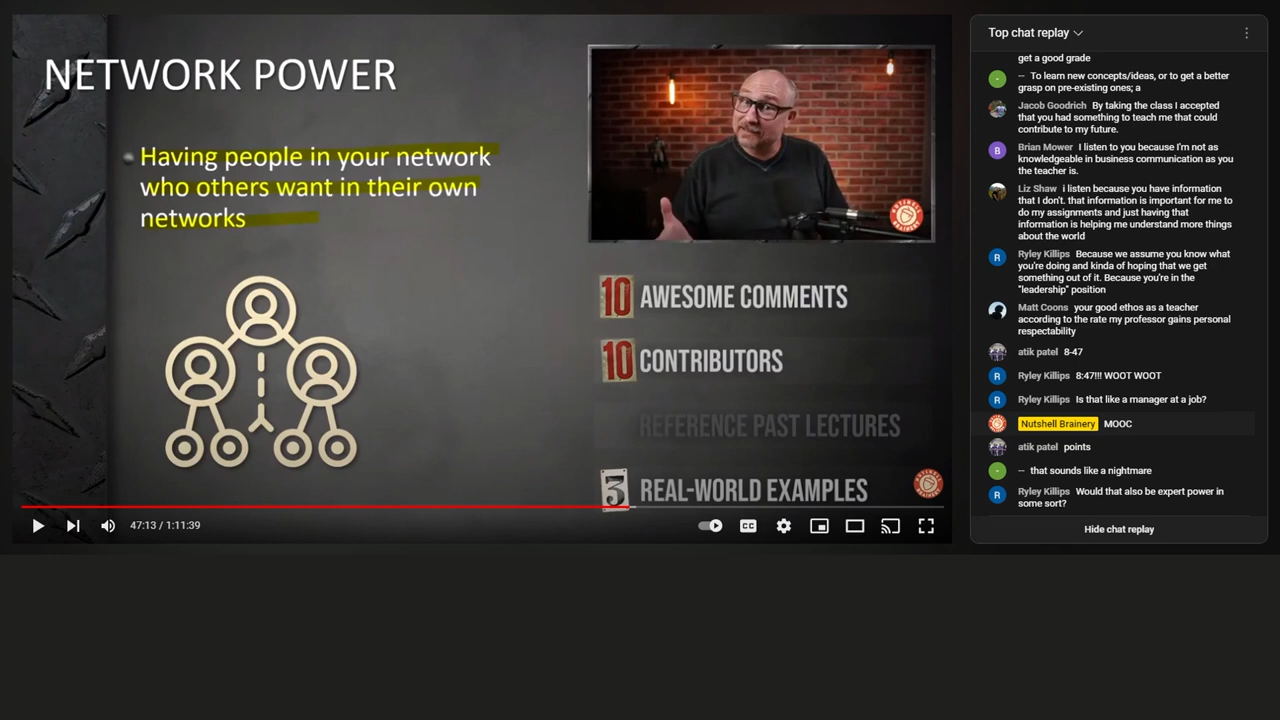 NETWORK POWER
Having people in your network
who others want in their own
networks
10 AWESOME COMMENTS
10 CONTRIBUTORS
REFERENCE PAST LECTURES
3 REAL-WORLD EXAMPLES
47:13 / 1:11:39
CC
Top chat replay
get a good grade
- -- To learn new concepts/ideas, or to get a better
grasp on pre-existing ones; a
Jacob Goodrich By taking the class I accepted
that you had something to teach me that could
contribute to my future.
B Brian Mower I listen to you because I'm not as
knowledgeable in business communication as you
the teacher is.
Liz Shaw i listen because you have information
that I don't. that information is important for me to
do my assignments and just having that
information is helping me understand more things
about the world
R Ryley Killips Because we assume you know what
you're doing and kinda of hoping that we get
something out of it. Because you're in the
"leadership" position
Matt Coons your good ethos as a teacher
according to the rate my professor gains personal
respectability
atik patel 8-47
R Ryley Killips 8:47!!! WOOT WOOT
R Ryley Killips Is that like a manager at a job?
Nutshell Brainery MOOC
atik patel points
- -- that sounds like a nightmare
R Ryley Killips Would that also be expert power in
some sort?
Hide chat replay